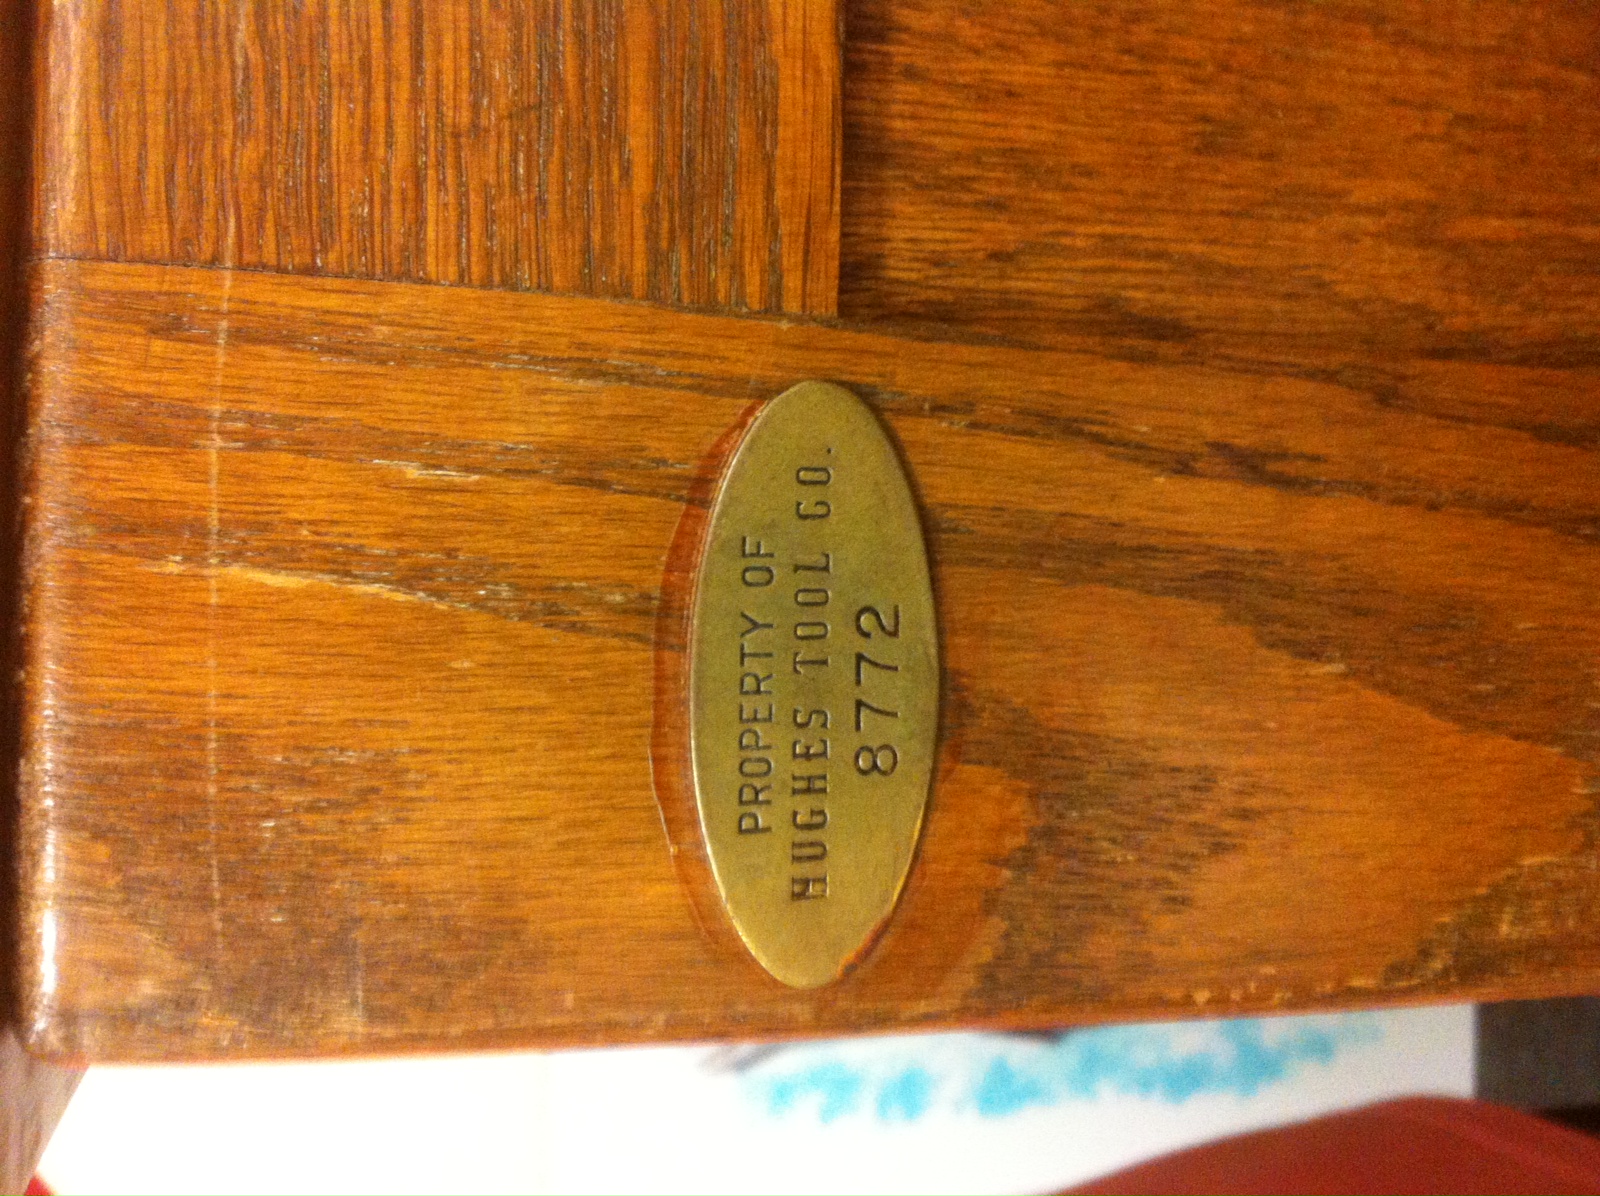 PROPERTY OF
HUGHES TOOL CO.
8772